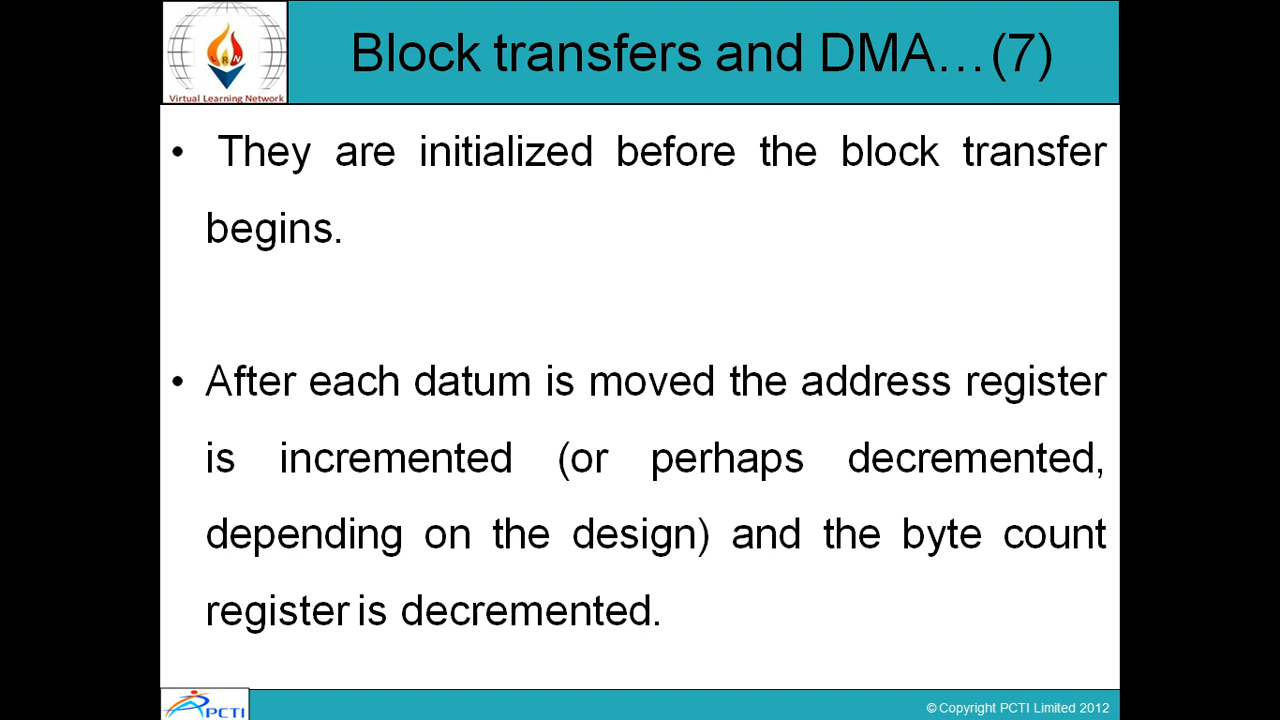 Block transfers and DMA…(7)
LRN
Virtual Learning Network
• They are initialized before the block transfer
begins.
• After each datum is moved the address register
is incremented (or perhaps decremented,
depending on the design) and the byte count
register is decremented.
PCTI
© Copyright PCTI Limited 2012